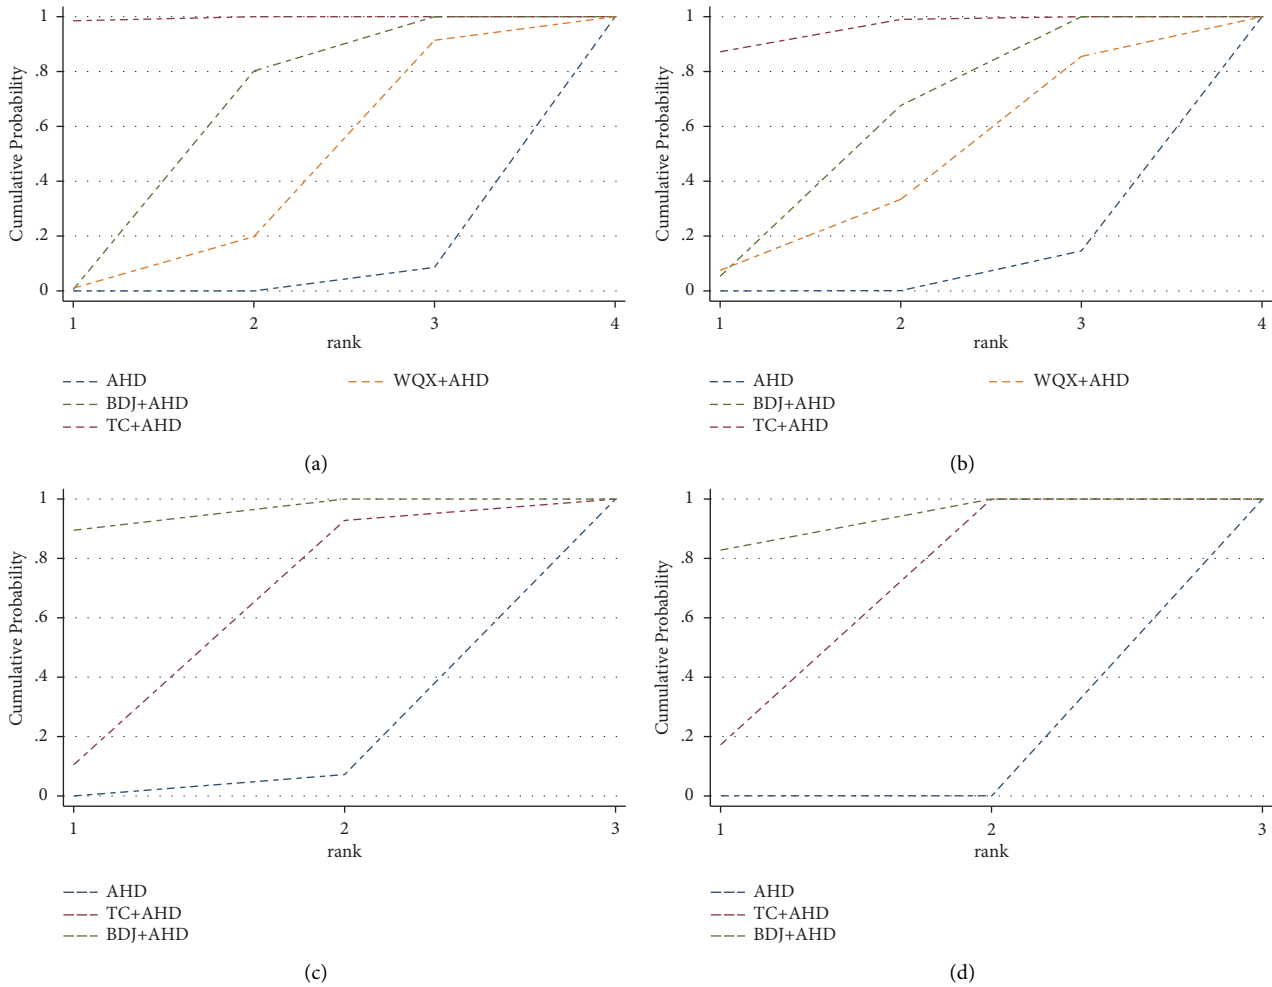 Cumulative Probability
1
.8
.6
.4
.2
0
1 2 3 4
rank
AHD
BDJ+AHD
TC+AHD
WQX+AHD
(a)
Cumulative Probability
1
.8
.6
.4
.2
0
1 2 3 4
rank
AHD
BDJ+AHD
TC+AHD
WQX+AHD
(b)
Cumulative Probability
1
.8
.6
.4
.2
0
1 2 3
rank
AHD
TC+AHD
BDJ+AHD
(c)
Cumulative Probability
1
.8
.6
.4
.2
0
1 2 3
rank
AHD
TC+AHD
BDJ+AHD
(d)